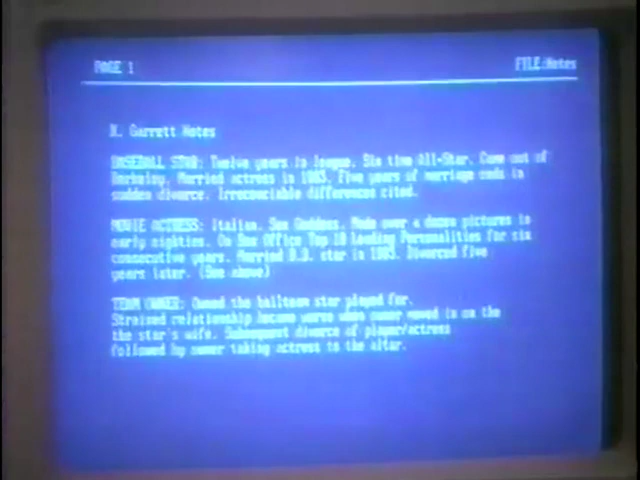 PAGE 1
FILE:Notes
K. Garrett Notes
BASEBALL STAR: Twelve years in league. Six time All-Star. Came out of
Berkeley. Married actress in 1983. Five years of marriage ends in
sudden divorce. Irreconciable differences cited.
MOVIE ACTRESS: Italian. Sex Goddess. Made over a dozen pictures in
early eighties. On Box Office Top 10 leading Personalities for six
consecutive years. Married B.B. star in 1983. Divorced five
years later. (See above)
TEAM OWNER: Owned the ballteam star played for.
Strained relationship became worse when owner moved in on the
the star's wife. Subsequent divorce of player/actress
followed by owner taking actress to the altar.